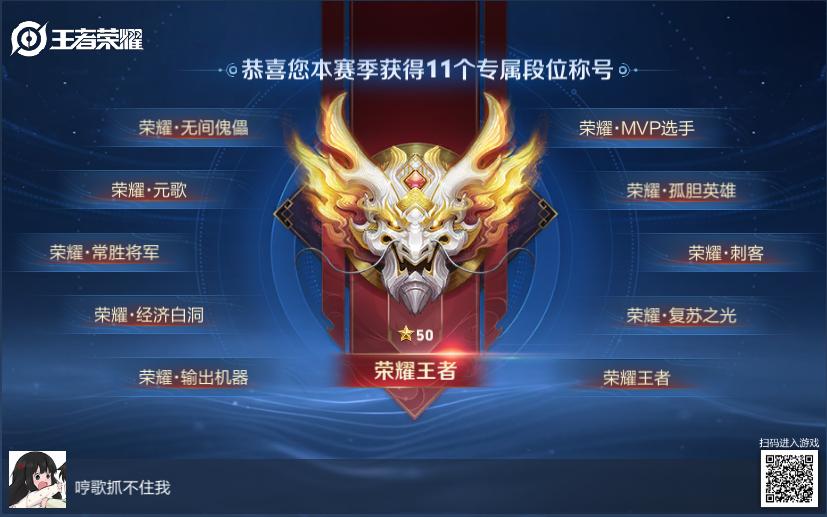 王者荣耀
恭喜您本赛季获得11个专属段位称号
荣耀·无间傀儡
荣耀·MVP选手
荣耀·元歌
荣耀·孤胆英雄
荣耀·常胜将军
荣耀·刺客
荣耀·经济白洞
荣耀·复苏之光
50
荣耀王者
荣耀·输出机器
荣耀王者
扫码进入游戏
哼歌抓不住我